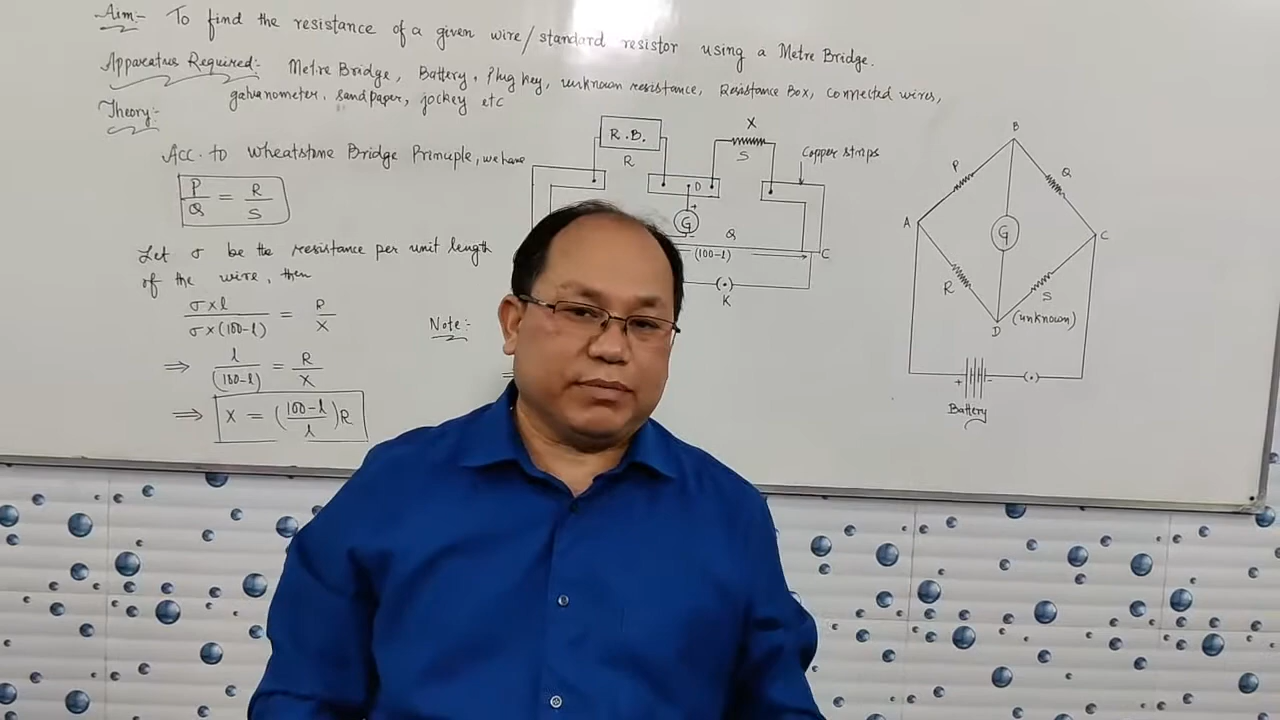 Aim:- To find the resistance of a given wire/standard resistor using a Metre Bridge.
Apparatus Required:- Metre Bridge, Battery, Plug key, unknown resistance, Resistance Box, connected wires,
galvanometer, sandpaper, jockey etc
Theory:-
Acc. to Wheatstone Bridge Principle, we have
P/Q = R/S
Let σ be the resistance per unit length
of the wire, then
σ×l/σ×(100-l) = R/X
⇒ l/(100-l) = R/X
⇒ X = (100-l/l)R
Note:-
⇒
R.B.
R
X
S
Copper strips
D
+
G
-
Q
(100-l)
C
K
B
P
Q
A
G
C
R
S
(unknown)
D
+
-
Battery